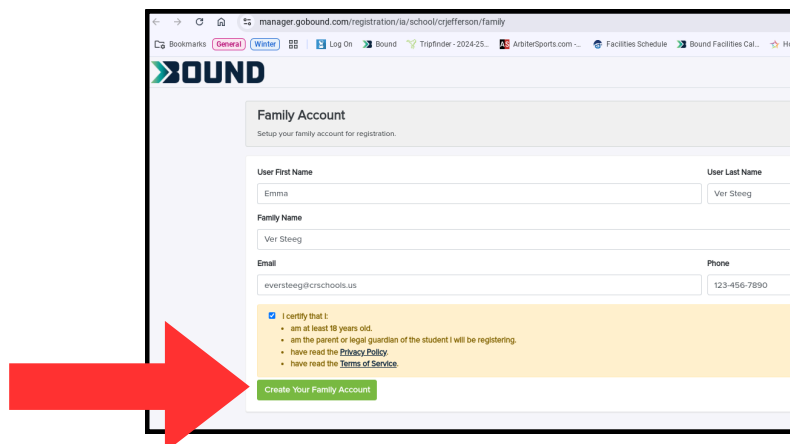 manager.gobound.com/registration/ia/school/crjefferson/family
Bookmarks General Winter Log On Bound Tripfinder - 2024-25... AS ArbiterSports.com -... Facilities Schedule Bound Facilities Cal...
BOUND
Family Account
Setup your family account for registration.
User First Name User Last Name
Emma Ver Steeg
Family Name
Ver Steeg
Email Phone
eversteeg@crschools.us 123-456-7890
I certify that I:
• am at least 18 years old.
• am the parent or legal guardian of the student I will be registering.
• have read the Privacy Policy.
• have read the Terms of Service.
Create Your Family Account